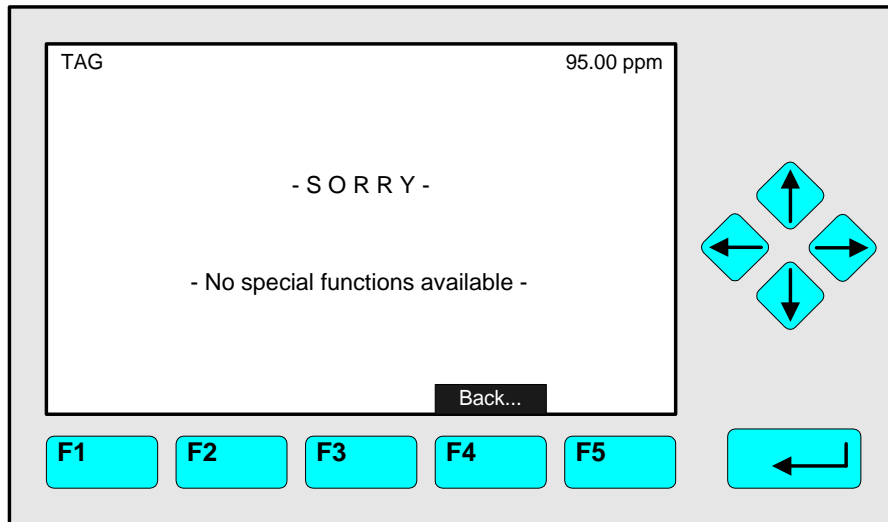 TAG 95.00 ppm
- S O R R Y -
- No special functions available -
Back...
F1 F2 F3 F4 F5